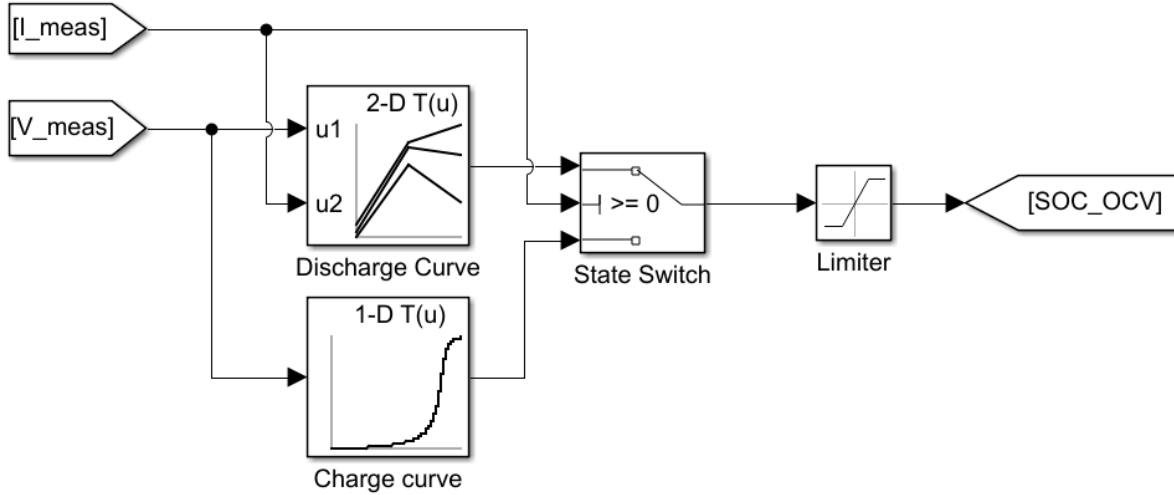 [I_meas]
[V_meas]
2-D T(u)
u1
u2
Discharge Curve
>= 0
State Switch
Limiter
[SOC_OCV]
1-D T(u)
Charge curve